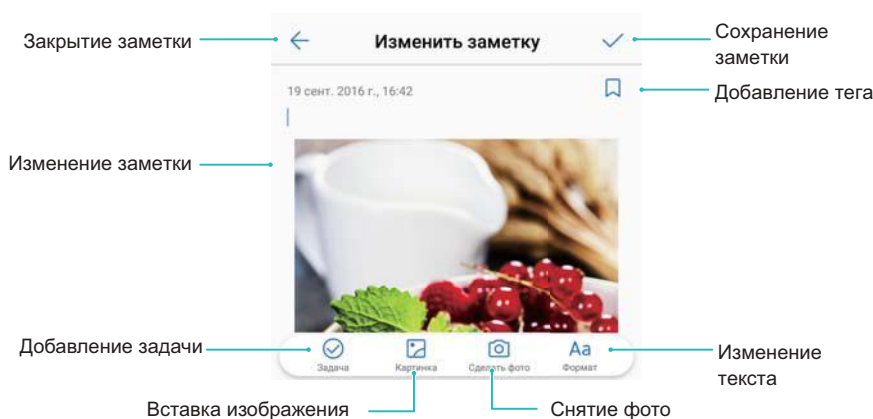 Закрытие заметки
Изменить заметку
Сохранение
заметки
19 сент. 2016 г., 16:42
Добавление тега
Изменение заметки
Добавление задачи
Задача
Картинка
Сделать фото
Aa
Формат
Изменение
текста
Вставка изображения
Снятие фото